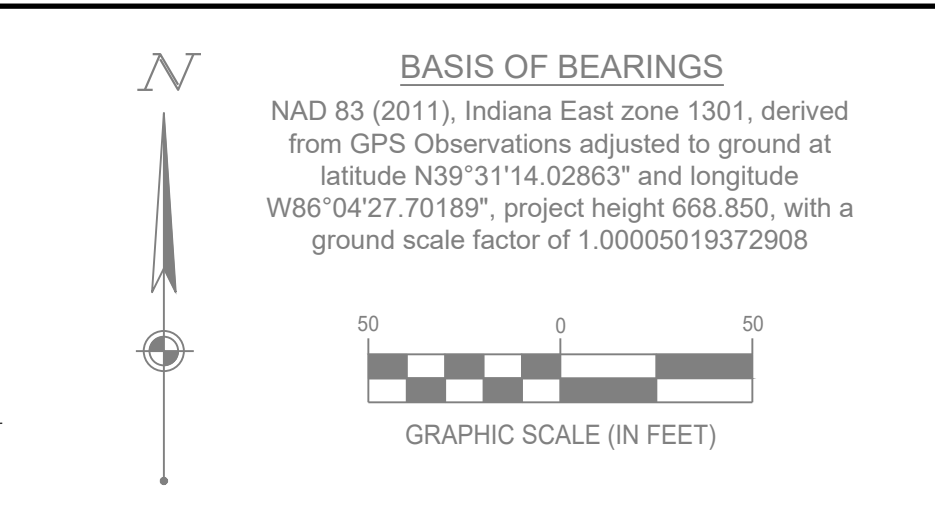 N
BASIS OF BEARINGS
NAD 83 (2011), Indiana East zone 1301, derived
from GPS Observations adjusted to ground at
latitude N39°31'14.02863" and longitude
W86°04'27.70189", project height 668.850, with a
ground scale factor of 1.00005019372908
50 0 50
GRAPHIC SCALE (IN FEET)